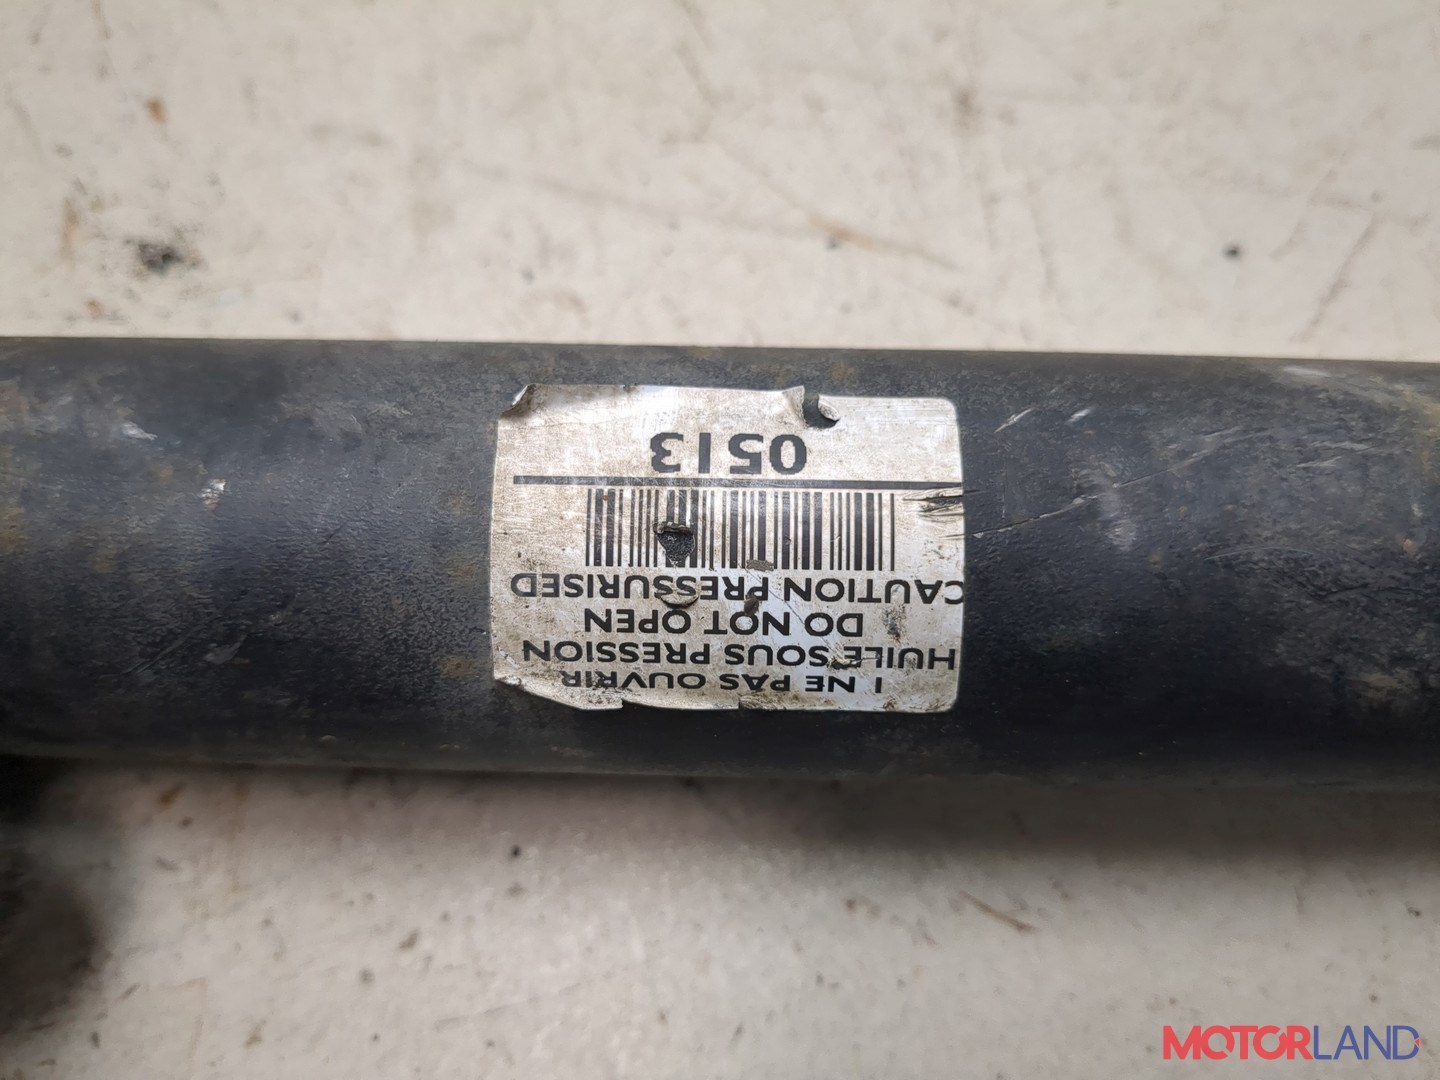 I NE PAS OUVRIR
HUILE SOUS PRESSION
DO NOT OPEN
CAUTION PRESSURISED
0513
MOTORLAND